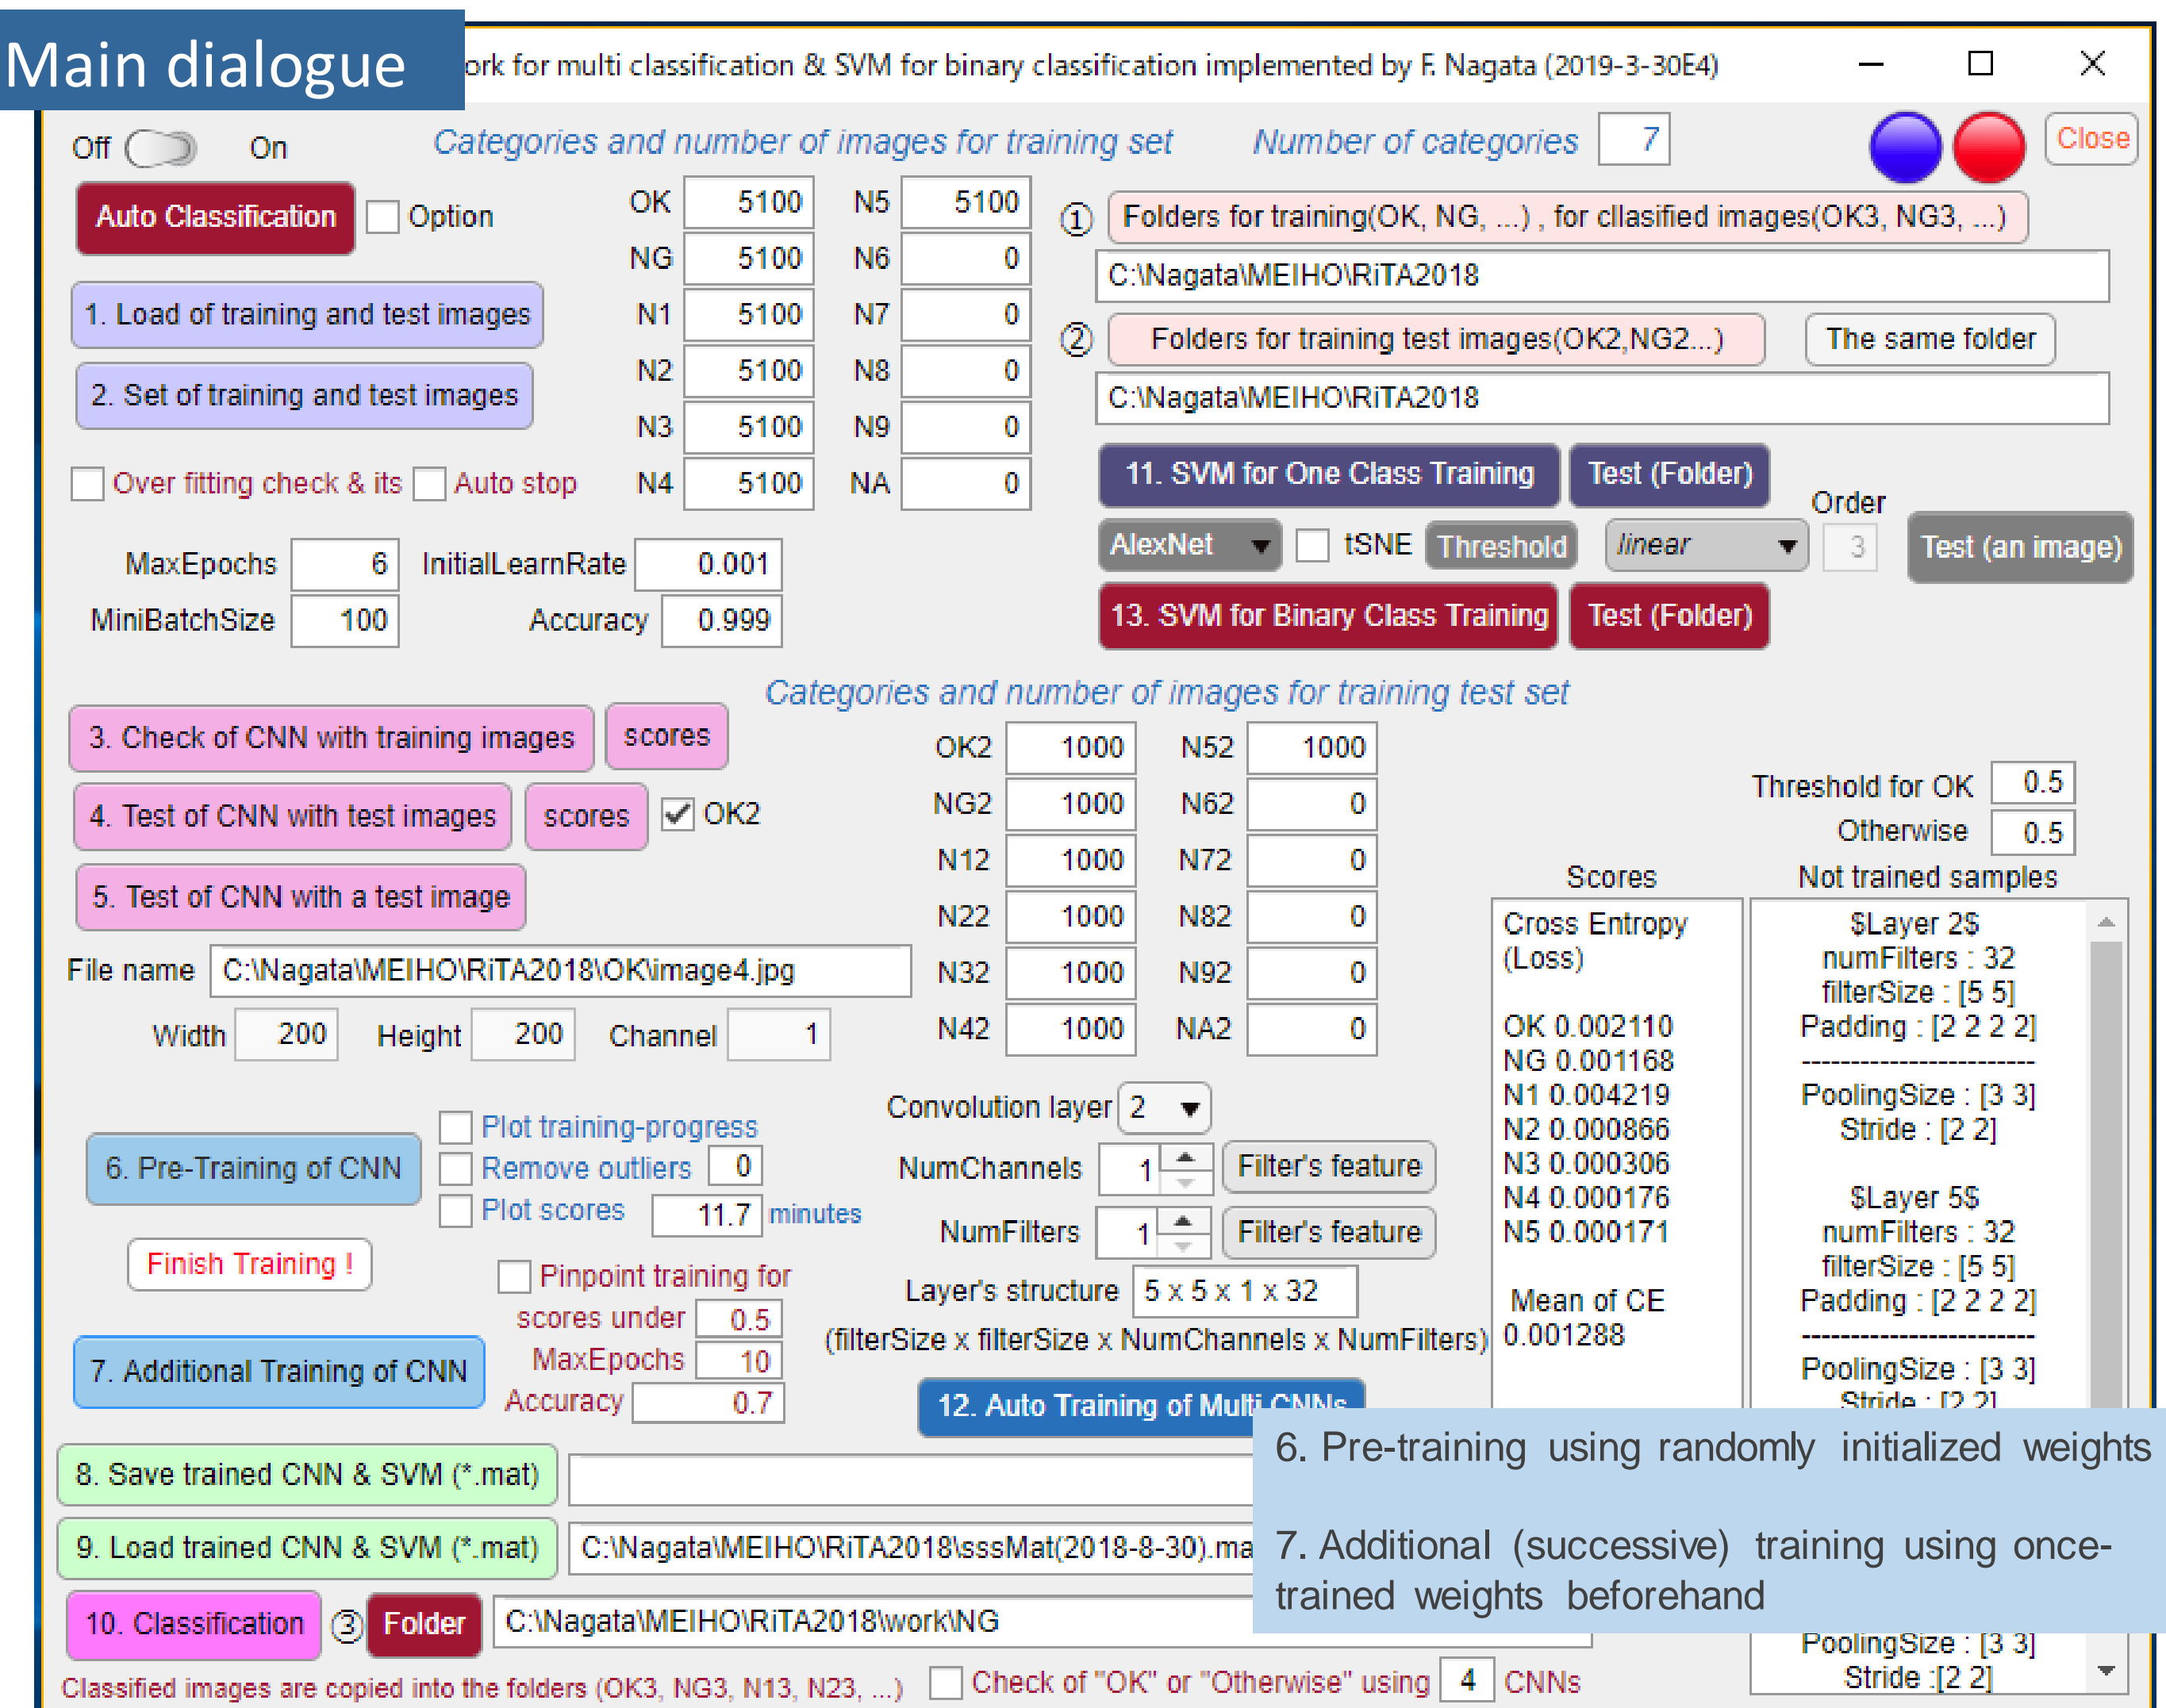 Main dialogue
ork for multi classification & SVM for binary classification implemented by F. Nagata (2019-3-30E4)
Off On
Categories and number of images for training set
Number of categories 7
Close
Auto Classification
Option
OK 5100 N5 5100
NG 5100 N6 0
N1 5100 N7 0
N2 5100 N8 0
N3 5100 N9 0
N4 5100 NA 0
① Folders for training(OK, NG, ...) , for cllasified images(OK3, NG3, ...)
C:\Nagata\MEIHO\RiTA2018
② Folders for training test images(OK2,NG2...) The same folder
C:\Nagata\MEIHO\RiTA2018
1. Load of training and test images
2. Set of training and test images
Over fitting check & its Auto stop
MaxEpochs 6 InitialLearnRate 0.001
MiniBatchSize 100 Accuracy 0.999
11. SVM for One Class Training Test (Folder)
Order
AlexNet tSNE Threshold linear 3 Test (an image)
13. SVM for Binary Class Training Test (Folder)
Categories and number of images for training test set
3. Check of CNN with training images scores
4. Test of CNN with test images scores OK2
5. Test of CNN with a test image
OK2 1000 N52 1000
NG2 1000 N62 0
N12 1000 N72 0
N22 1000 N82 0
N32 1000 N92 0
N42 1000 NA2 0
Threshold for OK 0.5
Otherwise 0.5
File name C:\Nagata\MEIHO\RiTA2018\OK\image4.jpg
Width 200 Height 200 Channel 1
Scores
Cross Entropy
(Loss)
OK 0.002110
NG 0.001168
N1 0.004219
N2 0.000866
N3 0.000306
N4 0.000176
N5 0.000171
Mean of CE
0.001288
Not trained samples
$Layer 2$
numFilters : 32
filterSize : [5 5]
Padding : [2 2 2 2]
------------------------
PoolingSize : [3 3]
Stride : [2 2]
$Layer 5$
numFilters : 32
filterSize : [5 5]
Padding : [2 2 2 2]
------------------------
PoolingSize : [3 3]
Stride : [2 2]
PoolingSize : [3 3]
Stride :[2 2]
6. Pre-Training of CNN
Plot training-progress
Remove outliers 0
Plot scores 11.7 minutes
Finish Training !
Pinpoint training for
scores under 0.5
MaxEpochs 10
Accuracy 0.7
7. Additional Training of CNN
Convolution layer 2
NumChannels 1 Filter's feature
NumFilters 1 Filter's feature
Layer's structure 5 x 5 x 1 x 32
(filterSize x filterSize x NumChannels x NumFilters)
12. Auto Training of Multi CNNs
8. Save trained CNN & SVM (*.mat)
9. Load trained CNN & SVM (*.mat) C:\Nagata\MEIHO\RiTA2018\sssMat(2018-8-30).ma
10. Classification ③ Folder C:\Nagata\MEIHO\RiTA2018\work\NG
Classified images are copied into the folders (OK3, NG3, N13, N23, ...)
Check of "OK" or "Otherwise" using 4 CNNs
6. Pre-training using randomly initialized weights
7. Additional (successive) training using once-
trained weights beforehand